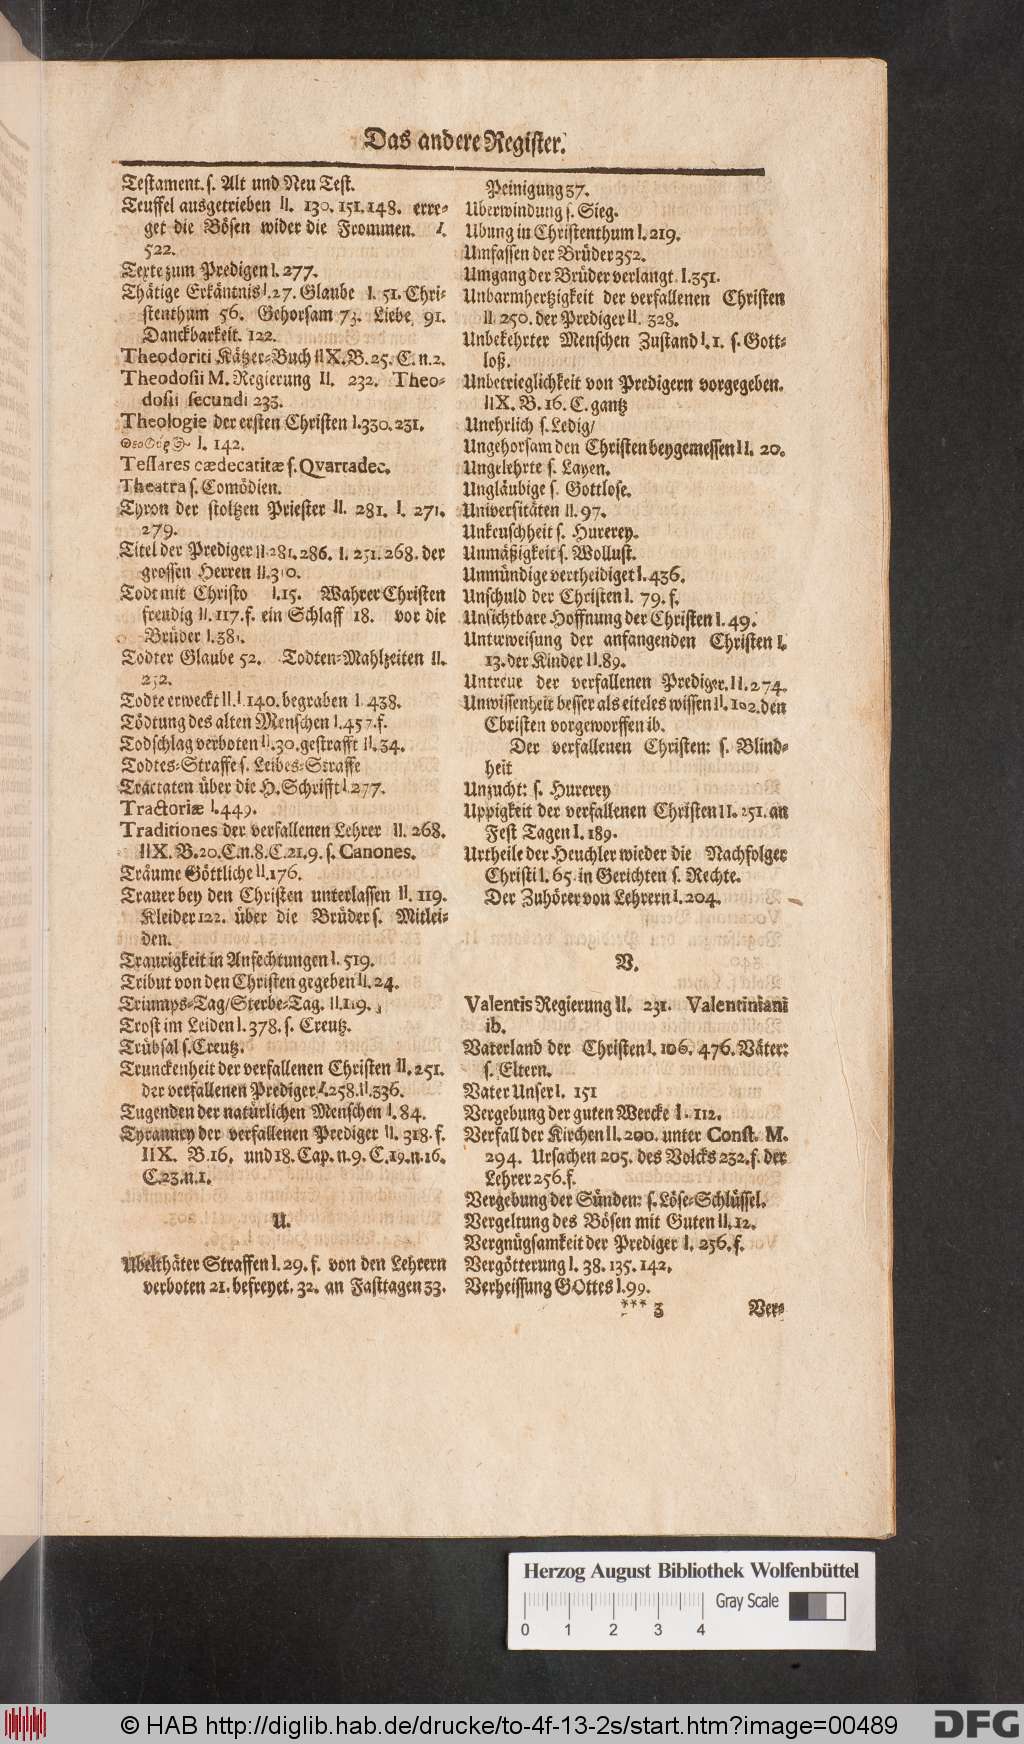 Das andere Register.
Testament. s. Alt und Neu Test.
Teuffel ausgetrieben II. 130. 151. 148. erre-
get die Bösen wider die Frommen. I.
522.
Texte zum Predigen I. 277.
Thätige Erkäntnis I. 27. Glaube I. 51. Chri-
stenthum 56. Gehorsam 73. Liebe 91.
Danckbarkeit. 122.
Theodoriti Kätzer-Buch IIX. B. 25. C. n. 2.
Theodosii M. Regierung II. 232. Theo-
dosii secundi 233.
Theologie der ersten Christen I. 330. 231.
I. 142.
Tessares cædecatitæ s. Qvartadec.
Theatra s. Comödien.
Thron der stoltzen Priester II. 281. I. 271.
279.
Titel der Prediger II 281. 286. I. 251. 268. der
grossen Herren II. 310.
Todt mit Christo I. 15. Wahrer Christen
freudig II. 117. f. ein Schlaff 18. vor die
Brüder I. 381.
Todter Glaube 52. Todten-Mahlzeiten II.
252.
Todte erweckt II. I 140. begraben I. 438.
Tödtung des alten Menschen I. 457. f.
Todschlag verboten II. 30. gestrafft II. 34.
Todtes-Straffe s. Leibes-Straffe
Tractaten über die H. Schrifft I 277.
Tractoriæ I. 449.
Traditiones der verfallenen Lehrer II. 268.
IIX. B. 20. C. n. 8. C. 21. 9. s. Canones.
Träume Göttliche II. 176.
Trauer bey den Christen unterlassen II. 119.
Kleider 122. über die Brüder s. Mitlei-
den.
Traurigkeit in Anfechtungen I. 519.
Tribut von den Christen gegeben II. 24.
Triumps-Tag/ Sterbe-Tag. II. 119.
Trost im Leiden I. 378. s. Creutz.
Trübsal s. Creutz.
Trunckenheit der verfallenen Christen II. 251.
der verfallenen Prediger I. 258. II. 336.
Tugenden der natürlichen Menschen I. 84.
Tyranney der verfallenen Prediger II. 318. f.
IIX. B. 16. und 18. Cap. n. 9. C. 19. n. 16.
C. 23. n. 1.
U.
Ubelthäter Straffen I. 29. f. von den Lehrern
verboten 21. befreyet. 32. an Fasttagen 33.
Peinigung 37.
Uberwindung s. Sieg.
Ubung in Christenthum I. 219.
Umfassen der Brüder 352.
Umgang der Brüder verlangt. I. 351.
Unbarmhertzigkeit der verfallenen Christen
II. 250. der Prediger II. 328.
Unbekehrter Menschen Zustand I. 1. s. Gott-
loß.
Unbetrieglichkeit von Predigern vorgegeben.
IIX. B. 16. C. gantz
Unehrlich s. Ledig/
Ungehorsam den Christen beygemessen II. 20.
Ungelehrte s. Layen.
Ungläubige s. Gottlose.
Universitäten II. 97.
Unkeuschheit s. Hurerey.
Unmäßigkeit s. Wollust.
Unmündige vertheidiget I. 436.
Unschuld der Christen I. 79. f.
Unsichtbare Hoffnung der Christen I. 49.
Unterweisung der anfangenden Christen I.
13. der Kinder II. 89.
Untreue der verfallenen Prediger. II. 274.
Unwissenheit besser als eiteles wissen II. 102. den
Christen vorgeworffen ib.
Der verfallenen Christen: s. Blind-
heit
Unzucht: s. Hurerey
Uppigkeit der verfallenen Christen II. 251. an
Fest Tagen I. 189.
Urtheile der Heuchler wieder die Nachfolger
Christi I. 65. in Gerichten s. Rechte.
Der Zuhörer von Lehrern I. 204.
V.
Valentis Regierung II. 231. Valentiniani
ib.
Vaterland der Christen I. 106. 476. Väter:
s. Eltern.
Vater Unser I. 151
Vergebung der guten Wercke I. 112.
Verfall der Kirchen II. 200. unter Const. M.
294. Ursachen 205. des Volcks 232. f. der
Lehrer 256. f.
Vergebung der Sünden: s. Löse-Schlüssel.
Vergeltung des Bösen mit Guten II. 12.
Vergnügsamkeit der Prediger I. 256. f.
Vergötterung I. 38. 135. 142.
Verheissung GOttes I. 99.
*** 3 Ver-
Herzog August Bibliothek Wolfenbüttel
Gray Scale
0 1 2 3 4
© HAB http://diglib.hab.de/drucke/to-4f-13-2s/start.htm?image=00489
DFG